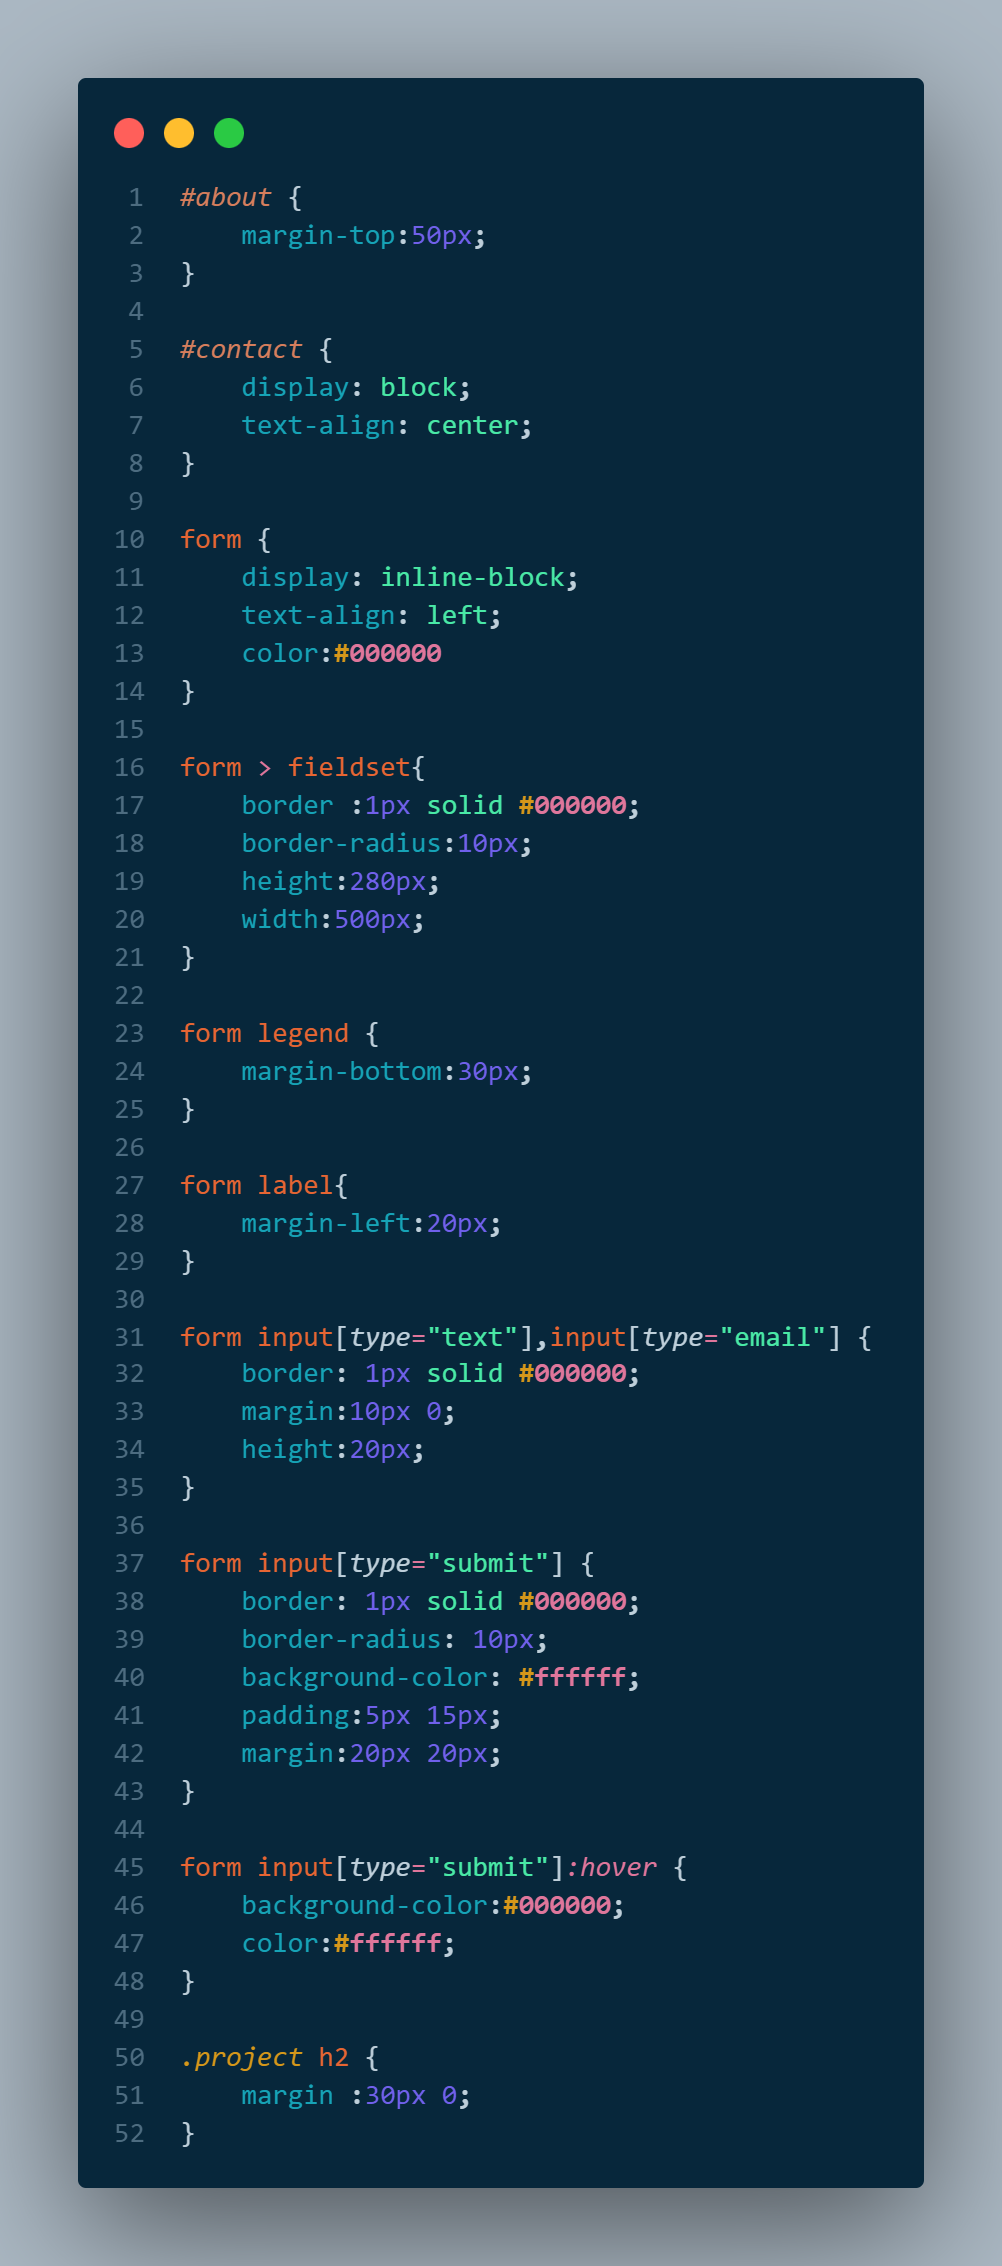 1 #about {
2     margin-top:50px;
3 }
4
5 #contact {
6     display: block;
7     text-align: center;
8 }
9
10 form {
11     display: inline-block;
12     text-align: left;
13     color:#000000
14 }
15
16 form > fieldset{
17     border :1px solid #000000;
18     border-radius:10px;
19     height:280px;
20     width:500px;
21 }
22
23 form legend {
24     margin-bottom:30px;
25 }
26
27 form label{
28     margin-left:20px;
29 }
30
31 form input[type="text"],input[type="email"] {
32     border: 1px solid #000000;
33     margin:10px 0;
34     height:20px;
35 }
36
37 form input[type="submit"] {
38     border: 1px solid #000000;
39     border-radius: 10px;
40     background-color: #ffffff;
41     padding:5px 15px;
42     margin:20px 20px;
43 }
44
45 form input[type="submit"]:hover {
46     background-color:#000000;
47     color:#ffffff;
48 }
49
50 .project h2 {
51     margin :30px 0;
52 }